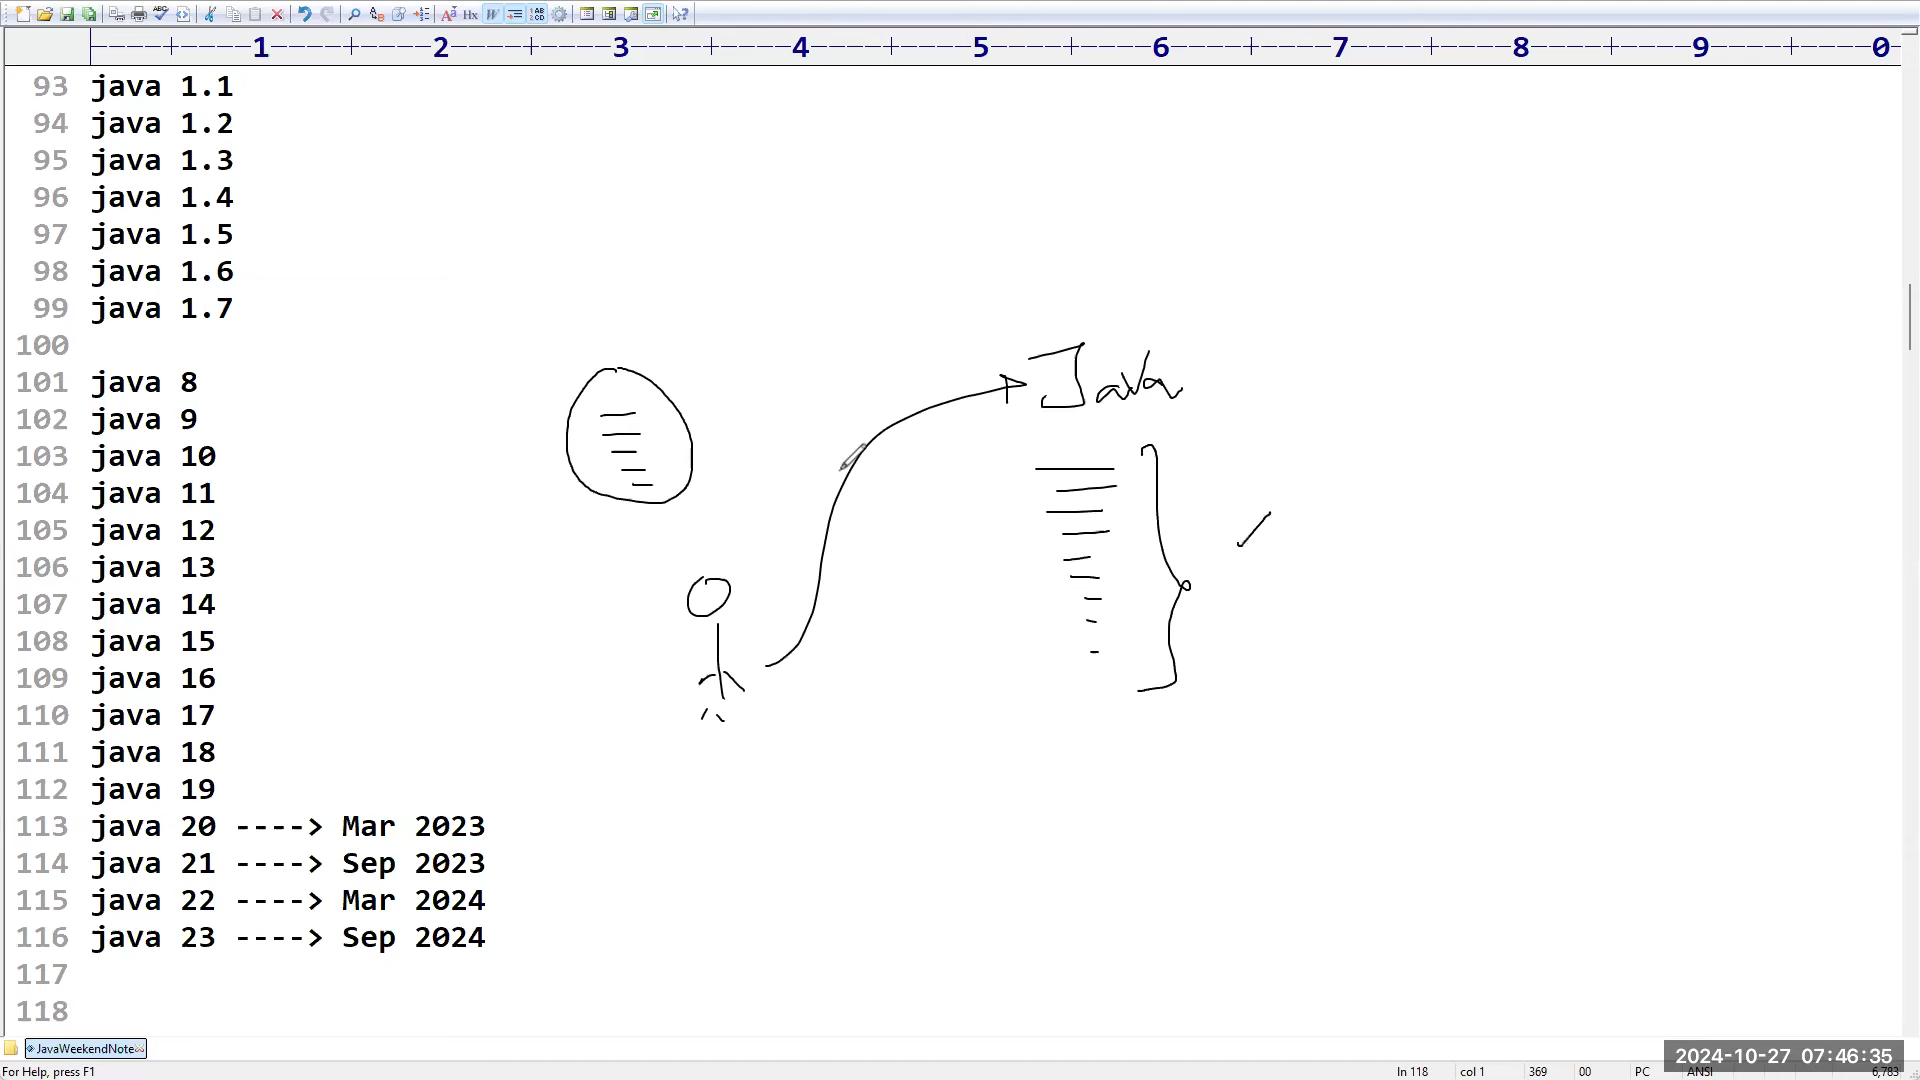 1 2 3 4 5 6 7 8 9 0
93 java 1.1
94 java 1.2
95 java 1.3
96 java 1.4
97 java 1.5
98 java 1.6
99 java 1.7
100
101 java 8
102 java 9
103 java 10
104 java 11
105 java 12
106 java 13
107 java 14
108 java 15
109 java 16
110 java 17
111 java 18
112 java 19
113 java 20 ----> Mar 2023
114 java 21 ----> Sep 2023
115 java 22 ----> Mar 2024
116 java 23 ----> Sep 2024
117
118
Java
JavaWeekendNote
2024-10-27 07:46:35
For Help, press F1
ln 118 col 1 369 00 PC ANSI 6,783